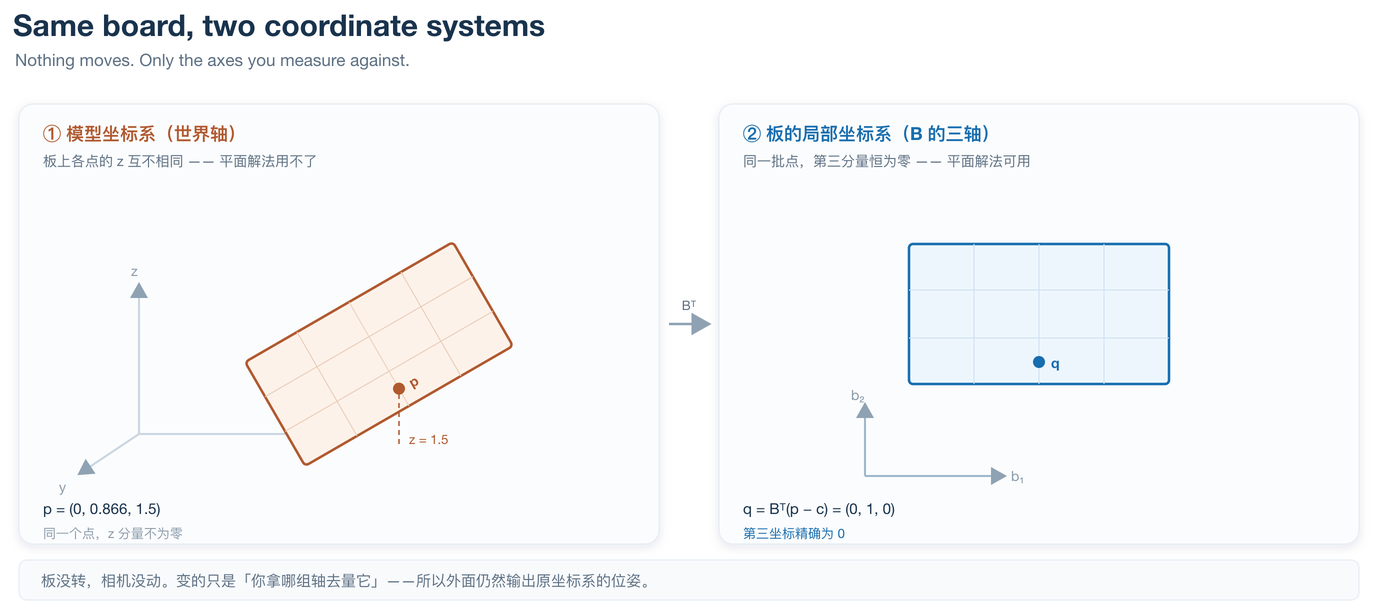 Same board, two coordinate systems
Nothing moves. Only the axes you measure against.
① 模型坐标系（世界轴）
板上各点的 z 互不相同 —— 平面解法用不了
z
p
z = 1.5
y
p = (0, 0.866, 1.5)
同一个点，z 分量不为零
Bᵀ
② 板的局部坐标系（B 的三轴）
同一批点，第三分量恒为零 —— 平面解法可用
q
b₂
b₁
q = Bᵀ(p − c) = (0, 1, 0)
第三坐标精确为 0
板没转，相机没动。变的只是「你拿哪组轴去量它」——所以外面仍然输出原坐标系的位姿。